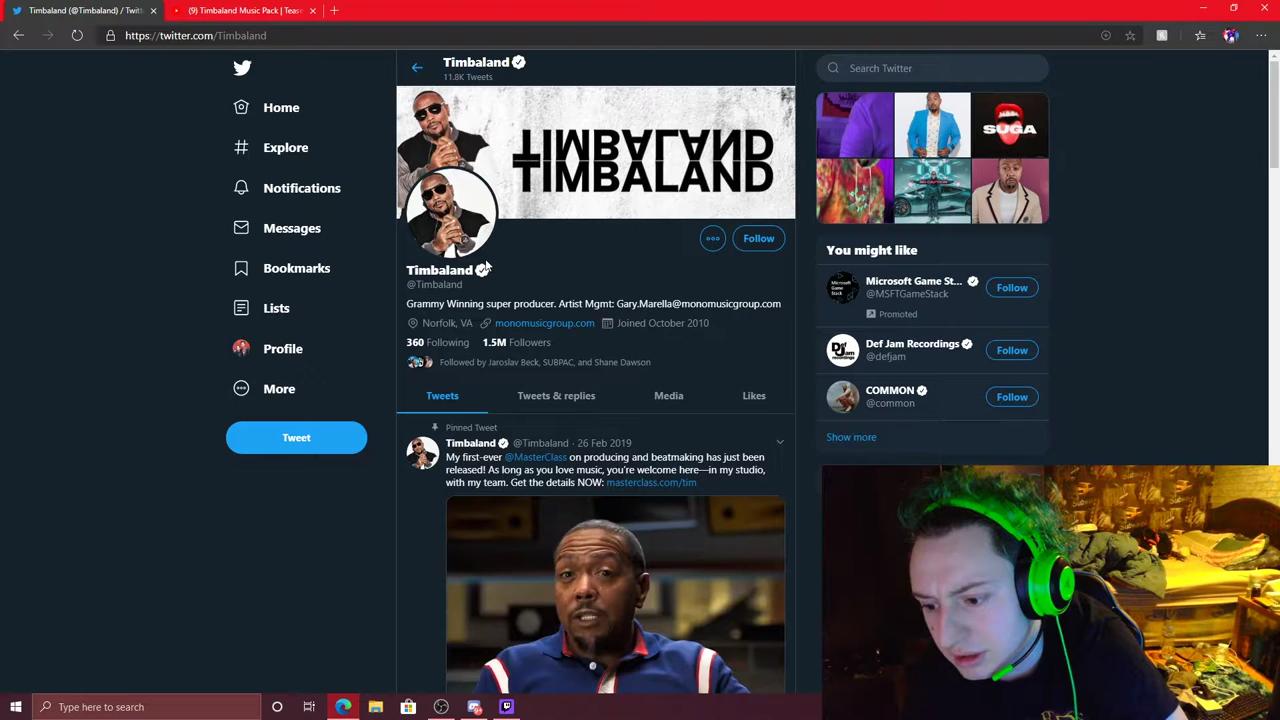 Timbaland (@Timbaland) / Twitt
(9) Timbaland Music Pack | Tease
https://twitter.com/Timbaland
Timbaland
11.8K Tweets
TIMBALAND
TIMBALAND
Follow
Timbaland
@Timbaland
Grammy Winning super producer. Artist Mgmt: Gary.Marella@monomusicgroup.com
Norfolk, VA monomusicgroup.com Joined October 2010
360 Following 1.5M Followers
Followed by Jaroslav Beck, SUBPAC, and Shane Dawson
Tweets Tweets & replies Media Likes
Pinned Tweet
Timbaland @Timbaland · 26 Feb 2019
My first-ever @MasterClass on producing and beatmaking has just been
released! As long as you love music, you're welcome here—in my studio,
with my team. Get the details NOW: masterclass.com/tim
Home
Explore
Notifications
Messages
Bookmarks
Lists
Profile
More
Tweet
Search Twitter
SUGA
You might like
Microsoft Game St...
@MSFTGameStack
Follow
Promoted
Microsoft
Game
Stack
Def Jam Recordings
@defjam
Follow
COMMON
@common
Follow
Show more
Type here to search